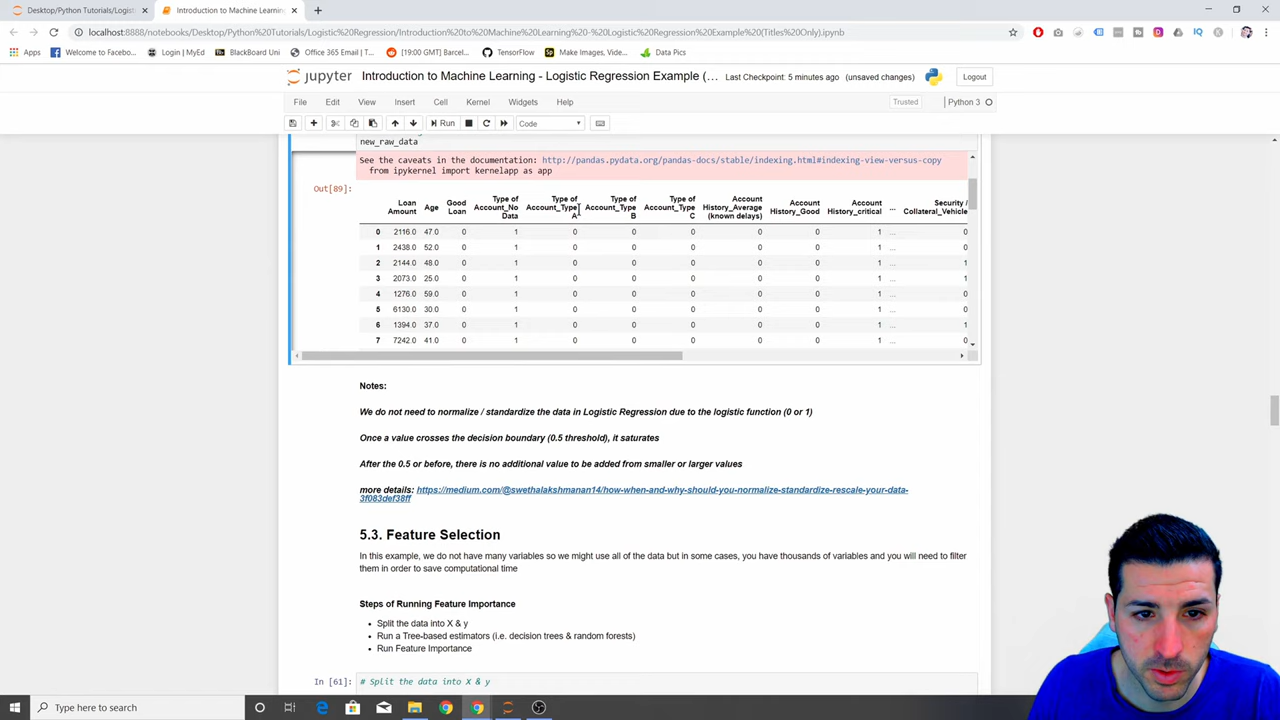 Desktop/Python Tutorials/Logisti
Introduction to Machine Learning
localhost:8888/notebooks/Desktop/Python%20Tutorials/Logistic%20Regression/Introduction%20to%20Machine%20Learning%20-%20Logistic%20Regression%20Example%20(Titles%20Only).ipynb
Apps Welcome to Faceb... Login | MyEd BlackBoard Uni Office 365 Email | T... [19:00 GMT] Barcel... TensorFlow Make Images, Vide... Data Pics
jupyter Introduction to Machine Learning - Logistic Regression Example (... Last Checkpoint: 5 minutes ago (unsaved changes) Logout
File Edit View Insert Cell Kernel Widgets Help Trusted Python 3
Run Code
new_raw_data
See the caveats in the documentation: http://pandas.pydata.org/pandas-docs/stable/indexing.html#indexing-view-versus-copy
from ipykernel import kernelapp as app
Out[89]:
Loan Amount Age Good Loan Type of Account_No Data Type of Account_Type A Type of Account_Type B Type of Account_Type C Account History_Average (known delays) Account History_Good Account History_critical ... Security / Collateral_Vehicle
0 2116.0 47.0 0 1 0 0 0 0 0 1 ... 0
1 2438.0 52.0 0 1 0 0 0 0 0 1 ... 0
2 2144.0 48.0 0 1 0 0 0 0 0 1 ... 1
3 2073.0 25.0 0 1 0 0 0 0 0 1 ... 1
4 1276.0 59.0 0 1 0 0 0 0 0 1 ... 0
5 6130.0 30.0 0 1 0 0 0 0 0 1 ... 0
6 1394.0 37.0 0 1 0 0 0 0 0 1 ... 1
7 7242.0 41.0 0 1 0 0 0 0 0 1 ... 0
Notes:
We do not need to normalize / standardize the data in Logistic Regression due to the logistic function (0 or 1)
Once a value crosses the decision boundary (0.5 threshold), it saturates
After the 0.5 or before, there is no additional value to be added from smaller or larger values
more details: https://medium.com/@swethalakshmanan14/how-when-and-why-should-you-normalize-standardize-rescale-your-data-
3f083def38ff
5.3. Feature Selection
In this example, we do not have many variables so we might use all of the data but in some cases, you have thousands of variables and you will need to filter
them in order to save computational time
Steps of Running Feature Importance
Split the data into X & y
Run a Tree-based estimators (i.e. decision trees & random forests)
Run Feature Importance
In [61]: # Split the data into X & y
Type here to search